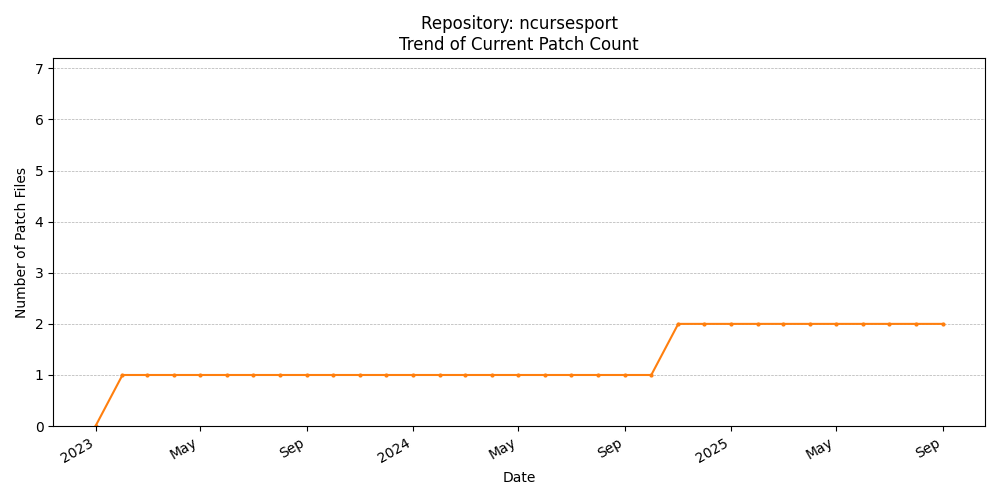 Repository: ncursesport
Trend of Current Patch Count
7
6
5
4
3
2
1
0
Number of Patch Files
2023
May
Sep
2024
May
Sep
2025
May
Sep
Date